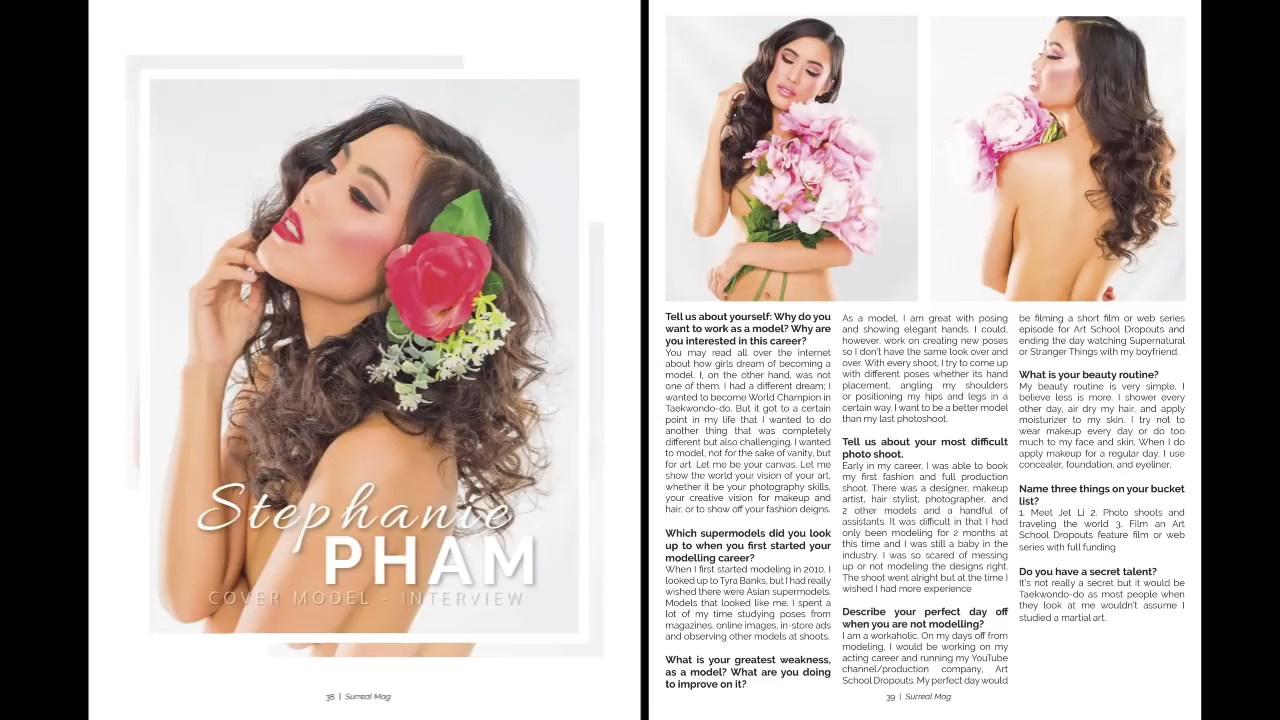 Stephanie
PHAM
COVER MODEL - INTERVIEW
38 | Surreal Mag
Tell us about yourself: Why do you
want to work as a model? Why are
you interested in this career?
You may read all over the internet
about how girls dream of becoming a
model. I, on the other hand, was not
one of them. I had a different dream; I
wanted to become World Champion in
Taekwondo-do. But it got to a certain
point in my life that I wanted to do
another thing that was completely
different but also challenging. I wanted
to model, not for the sake of vanity, but
for art. Let me be your canvas. Let me
show the world your vision of your art,
whether it be your photography skills,
your creative vision for makeup and
hair, or to show off your fashion deigns.
Which supermodels did you look
up to when you first started your
modelling career?
When I first started modeling in 2010, I
looked up to Tyra Banks, but I had really
wished there were Asian supermodels.
Models that looked like me. I spent a
lot of my time studying poses from
magazines, online images, in-store ads
and observing other models at shoots.
What is your greatest weakness,
as a model? What are you doing
to improve on it?
As a model, I am great with posing
and showing elegant hands. I could,
however, work on creating new poses
so I don't have the same look over and
over. With every shoot, I try to come up
with different poses whether its hand
placement, angling my shoulders
or positioning my hips and legs in a
certain way. I want to be a better model
than my last photoshoot.
Tell us about your most difficult
photo shoot.
Early in my career, I was able to book
my first fashion and full production
shoot. There was a designer, makeup
artist, hair stylist, photographer, and
2 other models and a handful of
assistants. It was difficult in that I had
only been modeling for 2 months at
this time and I was still a baby in the
industry. I was so scared of messing
up or not modeling the designs right.
The shoot went alright but at the time I
wished I had more experience
Describe your perfect day off
when you are not modelling?
I am a workaholic. On my days off from
modeling, I would be working on my
acting career and running my YouTube
channel/production company, Art
School Dropouts. My perfect day would
be filming a short film or web series
episode for Art School Dropouts and
ending the day watching Supernatural
or Stranger Things with my boyfriend.
What is your beauty routine?
My beauty routine is very simple. I
believe less is more. I shower every
other day, air dry my hair, and apply
moisturizer to my skin. I try not to
wear makeup every day or do too
much to my face and skin. When I do
apply makeup for a regular day. I use
concealer, foundation, and eyeliner.
Name three things on your bucket
list?
1. Meet Jet Li 2. Photo shoots and
traveling the world 3. Film an Art
School Dropouts feature film or web
series with full funding
Do you have a secret talent?
It's not really a secret but it would be
Taekwondo-do as most people when
they look at me wouldn't assume I
studied a martial art.
39 | Surreal Mag